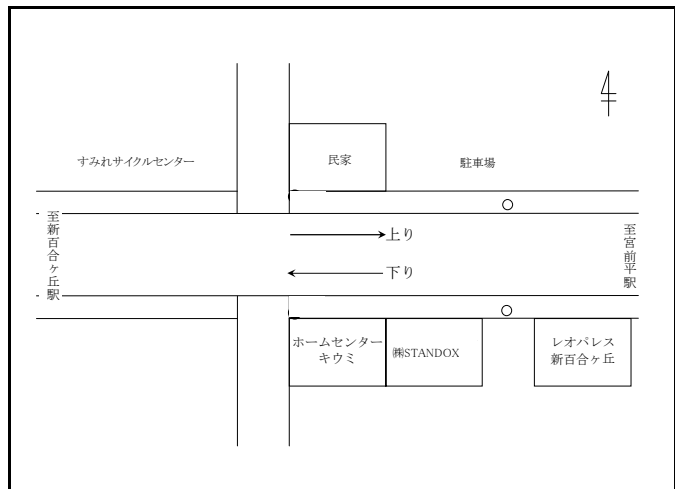 すみれサイクルセンター
民家
駐車場
至新百合ヶ丘駅
上り
下り
至宮前平駅
ホームセンター
キウミ
㈱STANDOX
レオパレス
新百合ヶ丘